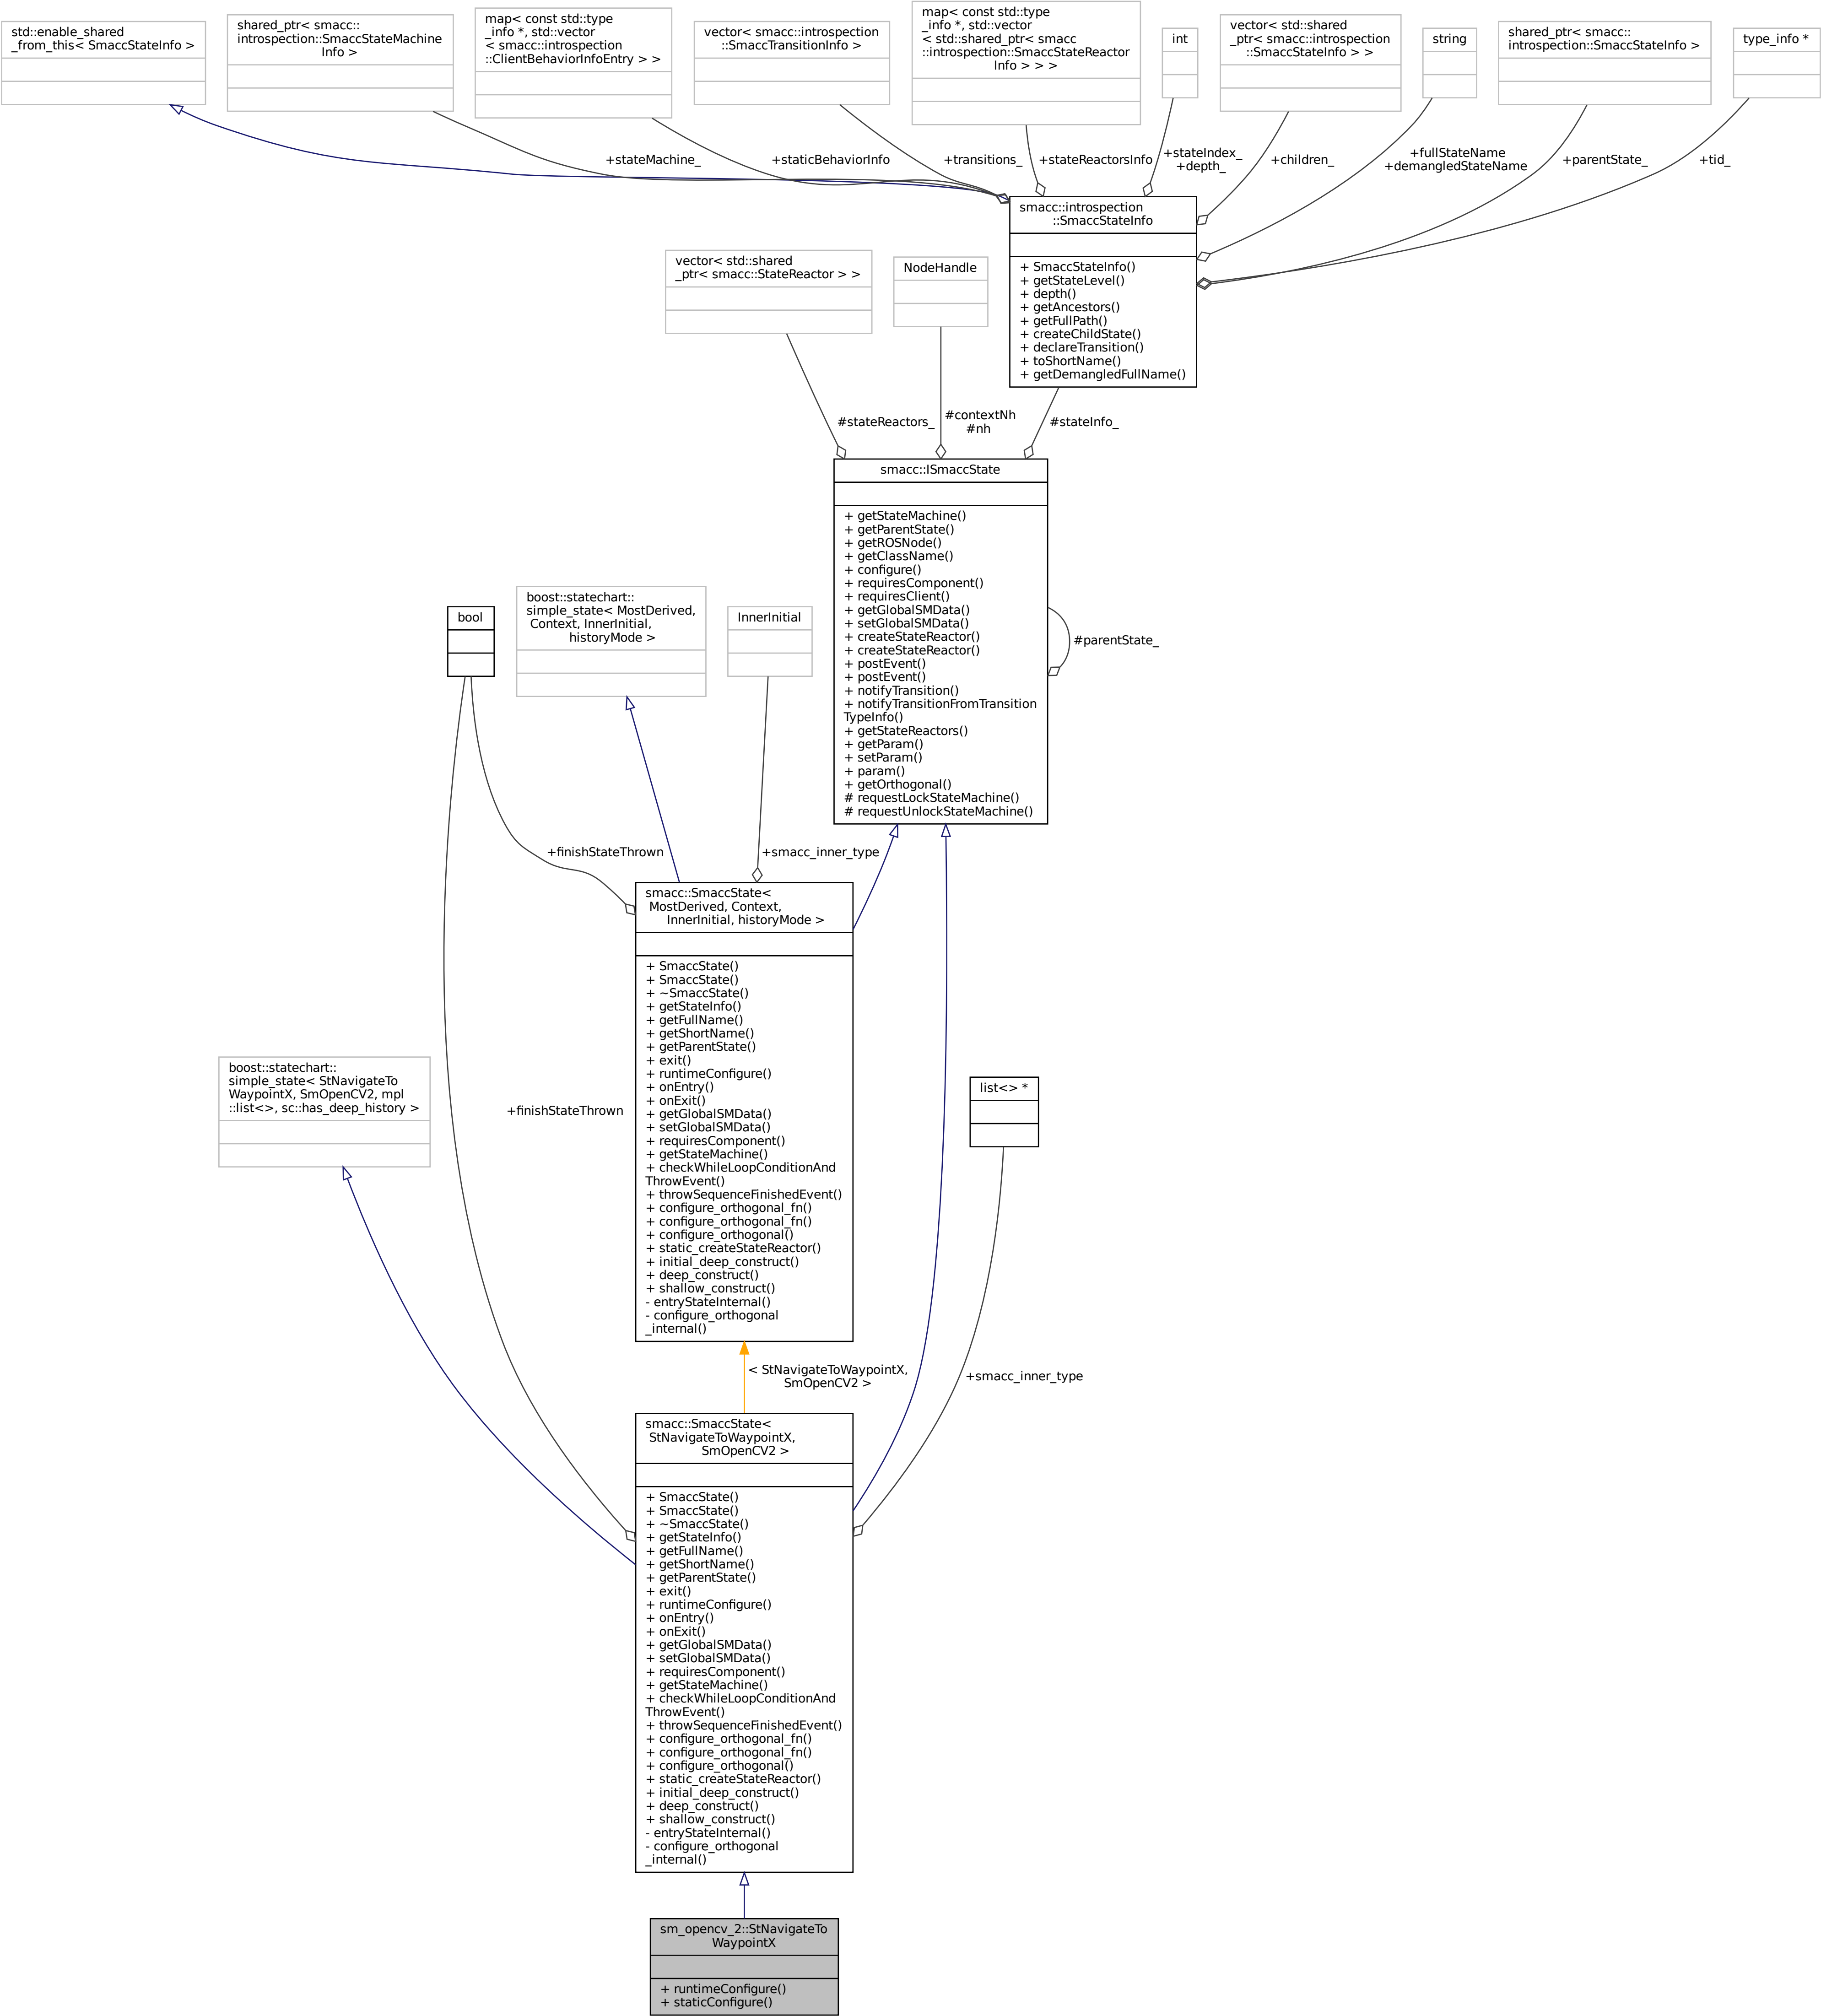 std::enable_shared
_from_this< SmaccStateInfo >
shared_ptr< smacc::
introspection::SmaccStateMachine
Info >
map< const std::type
_info *, std::vector
< smacc::introspection
::ClientBehaviorInfoEntry > >
vector< smacc::introspection
::SmaccTransitionInfo >
map< const std::type
_info *, std::vector
< std::shared_ptr< smacc
::introspection::SmaccStateReactor
Info > > >
int
vector< std::shared
_ptr< smacc::introspection
::SmaccStateInfo > >
string
shared_ptr< smacc::
introspection::SmaccStateInfo >
type_info *
+stateMachine_
+staticBehaviorInfo
+transitions_
+stateReactorsInfo
+stateIndex_
+depth_
+children_
+fullStateName
+demangledStateName
+parentState_
+tid_
smacc::introspection
::SmaccStateInfo
+ SmaccStateInfo()
+ getStateLevel()
+ depth()
+ getAncestors()
+ getFullPath()
+ createChildState()
+ declareTransition()
+ toShortName()
+ getDemangledFullName()
vector< std::shared
_ptr< smacc::StateReactor > >
NodeHandle
#stateReactors_
#contextNh
#nh
#stateInfo_
smacc::ISmaccState
+ getStateMachine()
+ getParentState()
+ getROSNode()
+ getClassName()
+ configure()
+ requiresComponent()
+ requiresClient()
+ getGlobalSMData()
+ setGlobalSMData()
+ createStateReactor()
+ createStateReactor()
+ postEvent()
+ postEvent()
+ notifyTransition()
+ notifyTransitionFromTransition
TypeInfo()
+ getStateReactors()
+ getParam()
+ setParam()
+ param()
+ getOrthogonal()
# requestLockStateMachine()
# requestUnlockStateMachine()
#parentState_
bool
boost::statechart::
simple_state< MostDerived,
Context, InnerInitial,
historyMode >
InnerInitial
+finishStateThrown
+smacc_inner_type
smacc::SmaccState<
MostDerived, Context,
InnerInitial, historyMode >
+ SmaccState()
+ SmaccState()
+ ~SmaccState()
+ getStateInfo()
+ getFullName()
+ getShortName()
+ getParentState()
+ exit()
+ runtimeConfigure()
+ onEntry()
+ onExit()
+ getGlobalSMData()
+ setGlobalSMData()
+ requiresComponent()
+ getStateMachine()
+ checkWhileLoopConditionAnd
ThrowEvent()
+ throwSequenceFinishedEvent()
+ configure_orthogonal_fn()
+ configure_orthogonal_fn()
+ configure_orthogonal()
+ static_createStateReactor()
+ initial_deep_construct()
+ deep_construct()
+ shallow_construct()
- entryStateInternal()
- configure_orthogonal
_internal()
boost::statechart::
simple_state< StNavigateTo
WaypointX, SmOpenCV2, mpl
::list<>, sc::has_deep_history >
+finishStateThrown
list<> *
< StNavigateToWaypointX,
SmOpenCV2 >
+smacc_inner_type
smacc::SmaccState<
StNavigateToWaypointX,
SmOpenCV2 >
+ SmaccState()
+ SmaccState()
+ ~SmaccState()
+ getStateInfo()
+ getFullName()
+ getShortName()
+ getParentState()
+ exit()
+ runtimeConfigure()
+ onEntry()
+ onExit()
+ getGlobalSMData()
+ setGlobalSMData()
+ requiresComponent()
+ getStateMachine()
+ checkWhileLoopConditionAnd
ThrowEvent()
+ throwSequenceFinishedEvent()
+ configure_orthogonal_fn()
+ configure_orthogonal_fn()
+ configure_orthogonal()
+ static_createStateReactor()
+ initial_deep_construct()
+ deep_construct()
+ shallow_construct()
- entryStateInternal()
- configure_orthogonal
_internal()
sm_opencv_2::StNavigateTo
WaypointX
+ runtimeConfigure()
+ staticConfigure()